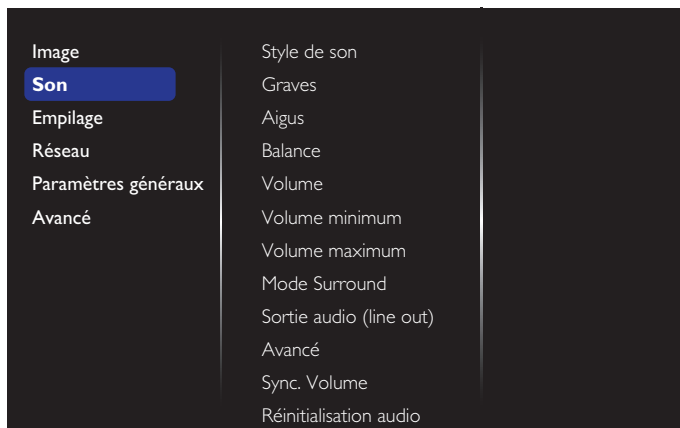 Image
Son
Empilage
Réseau
Paramètres généraux
Avancé
Style de son
Graves
Aigus
Balance
Volume
Volume minimum
Volume maximum
Mode Surround
Sortie audio (line out)
Avancé
Sync. Volume
Réinitialisation audio